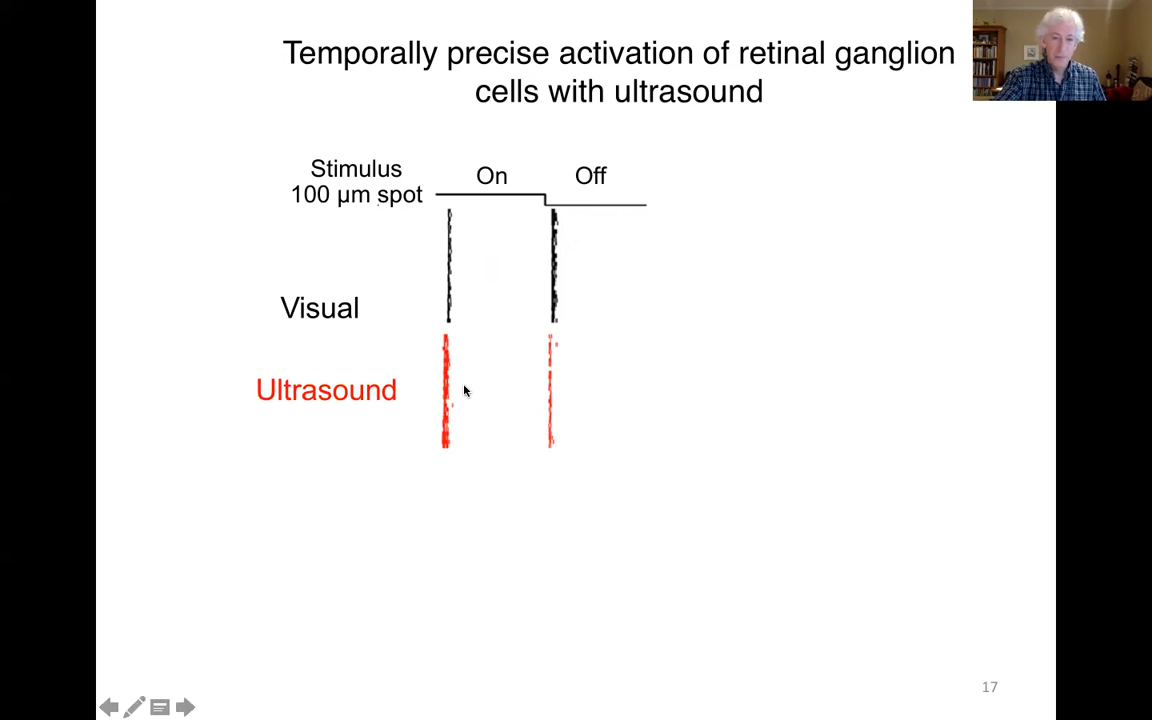 Temporally precise activation of retinal ganglion
cells with ultrasound
Stimulus
100 μm spot
On
Off
Visual
Ultrasound
17